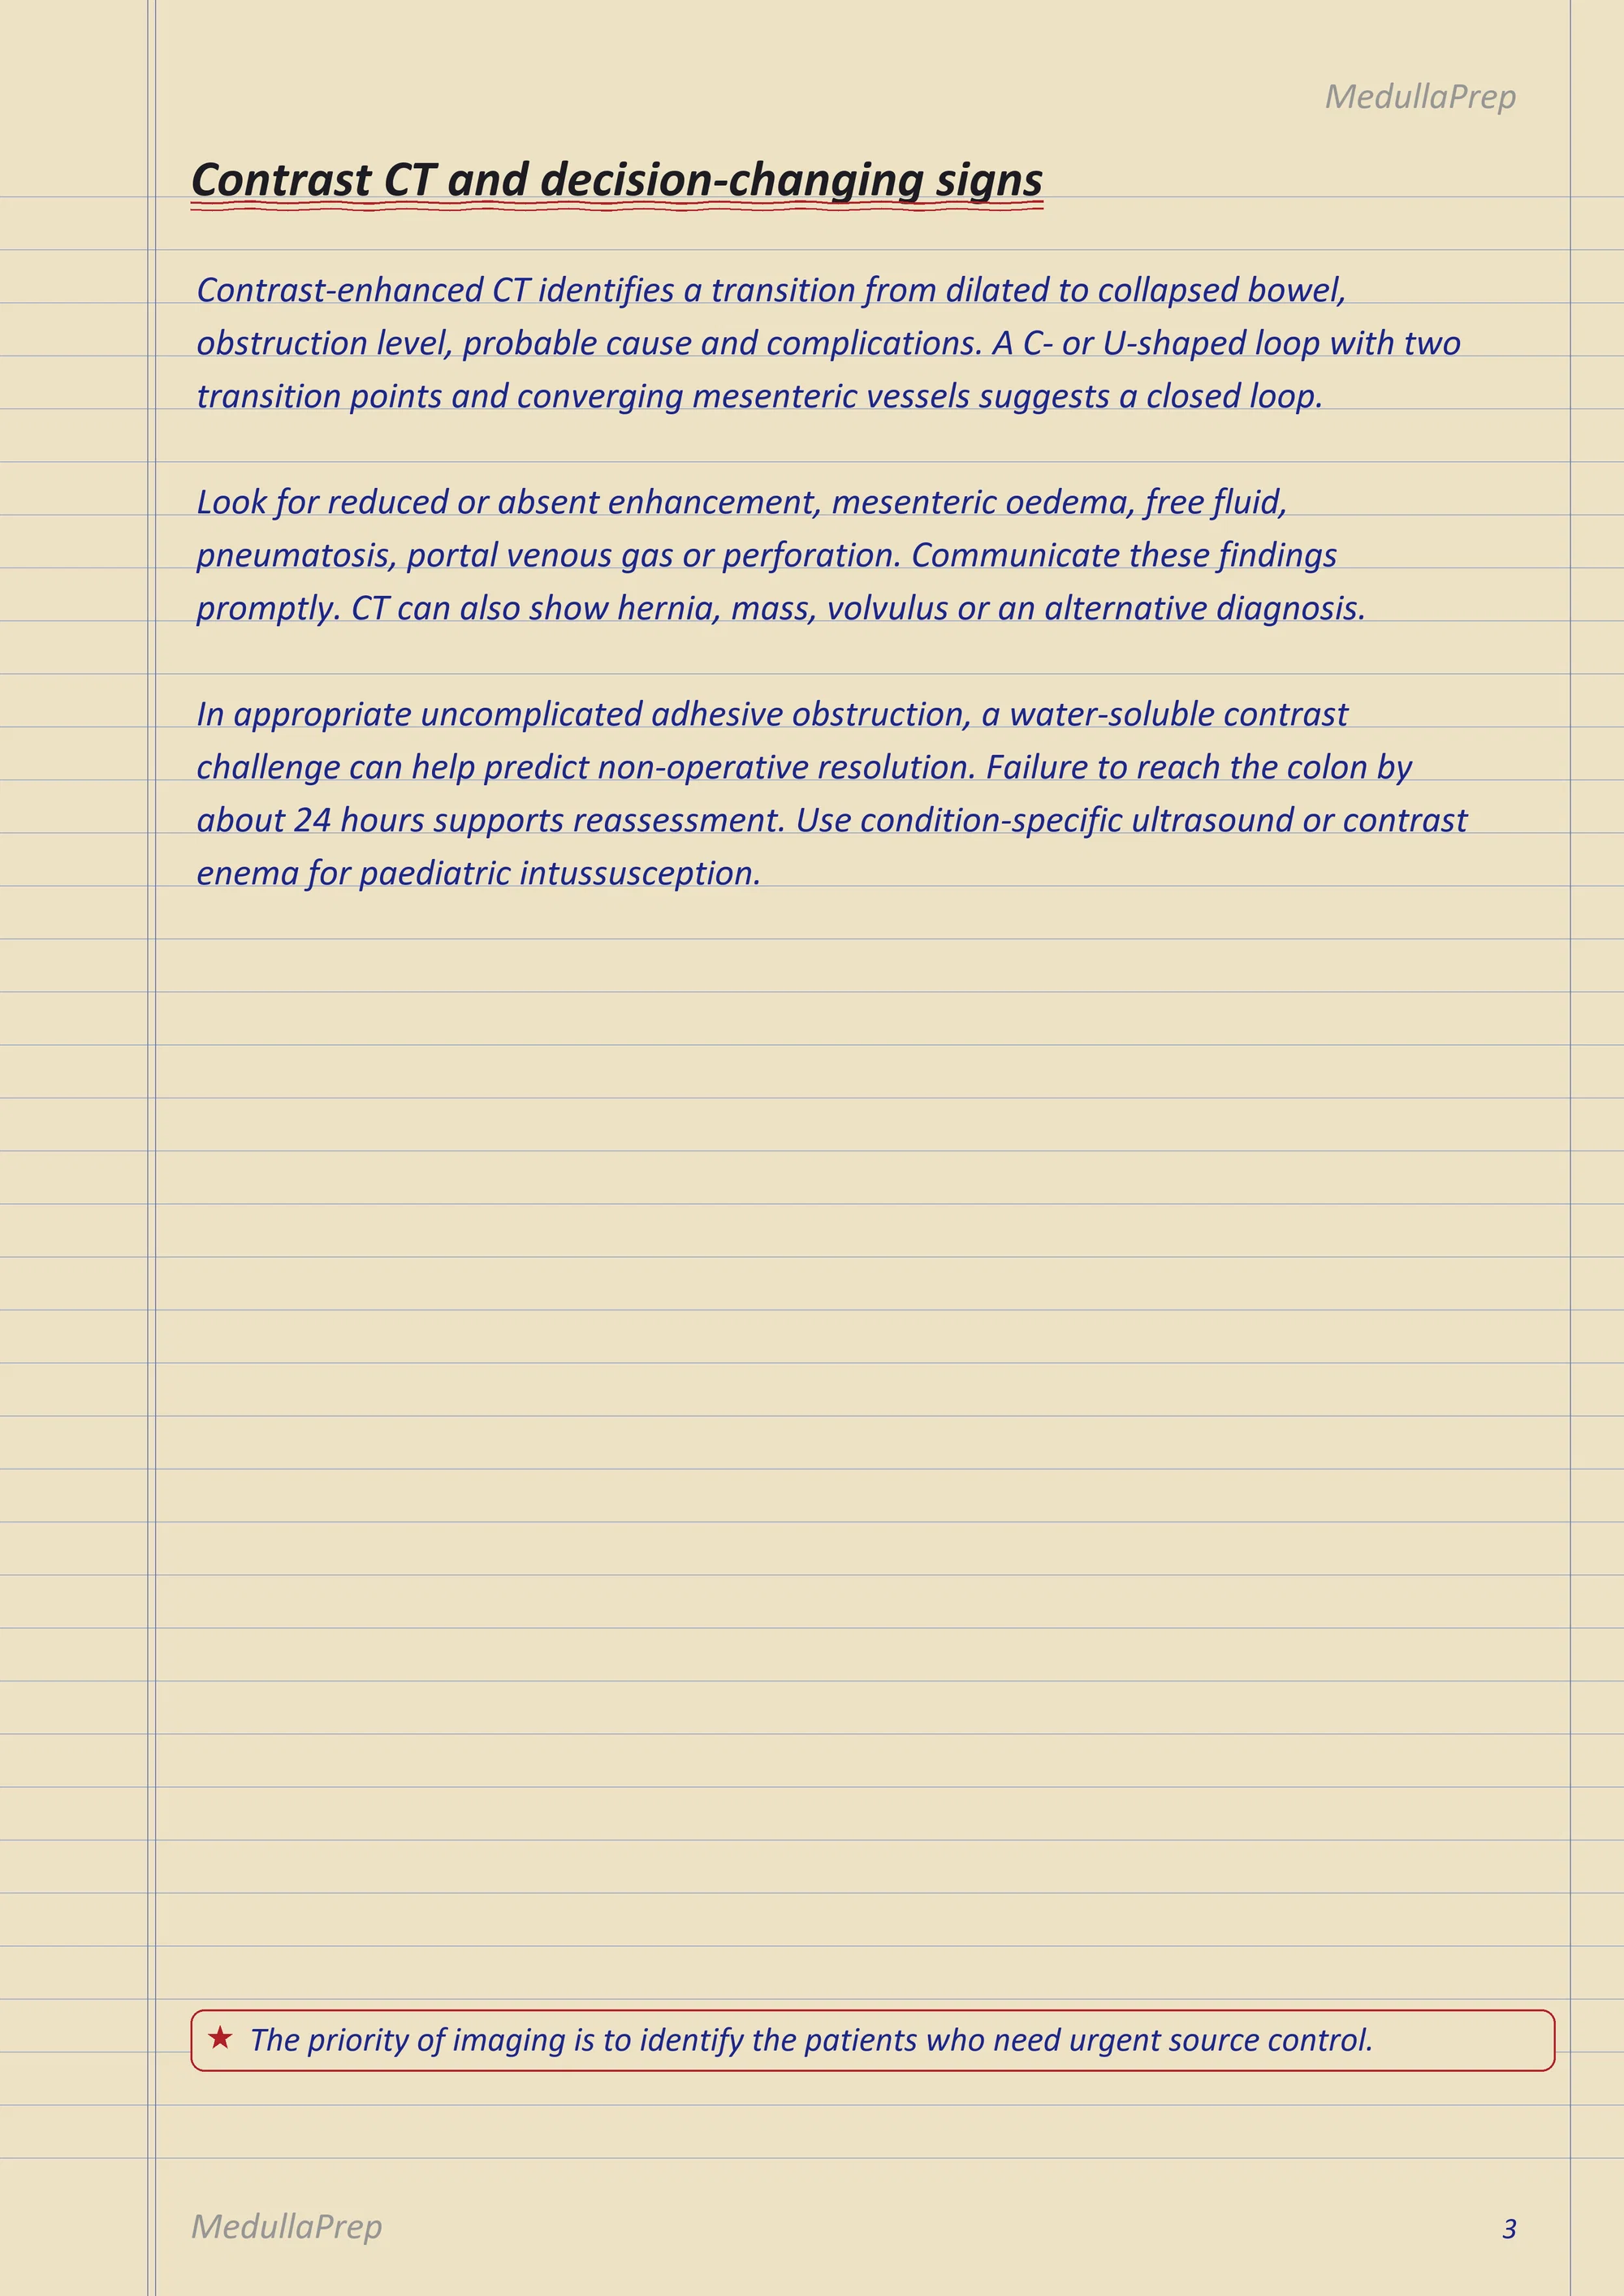 MedullaPrep
Contrast CT and decision-changing signs
Contrast-enhanced CT identifies a transition from dilated to collapsed bowel,
obstruction level, probable cause and complications. A C- or U-shaped loop with two
transition points and converging mesenteric vessels suggests a closed loop.
Look for reduced or absent enhancement, mesenteric oedema, free fluid,
pneumatosis, portal venous gas or perforation. Communicate these findings
promptly. CT can also show hernia, mass, volvulus or an alternative diagnosis.
In appropriate uncomplicated adhesive obstruction, a water-soluble contrast
challenge can help predict non-operative resolution. Failure to reach the colon by
about 24 hours supports reassessment. Use condition-specific ultrasound or contrast
enema for paediatric intussusception.
★ The priority of imaging is to identify the patients who need urgent source control.
MedullaPrep
3